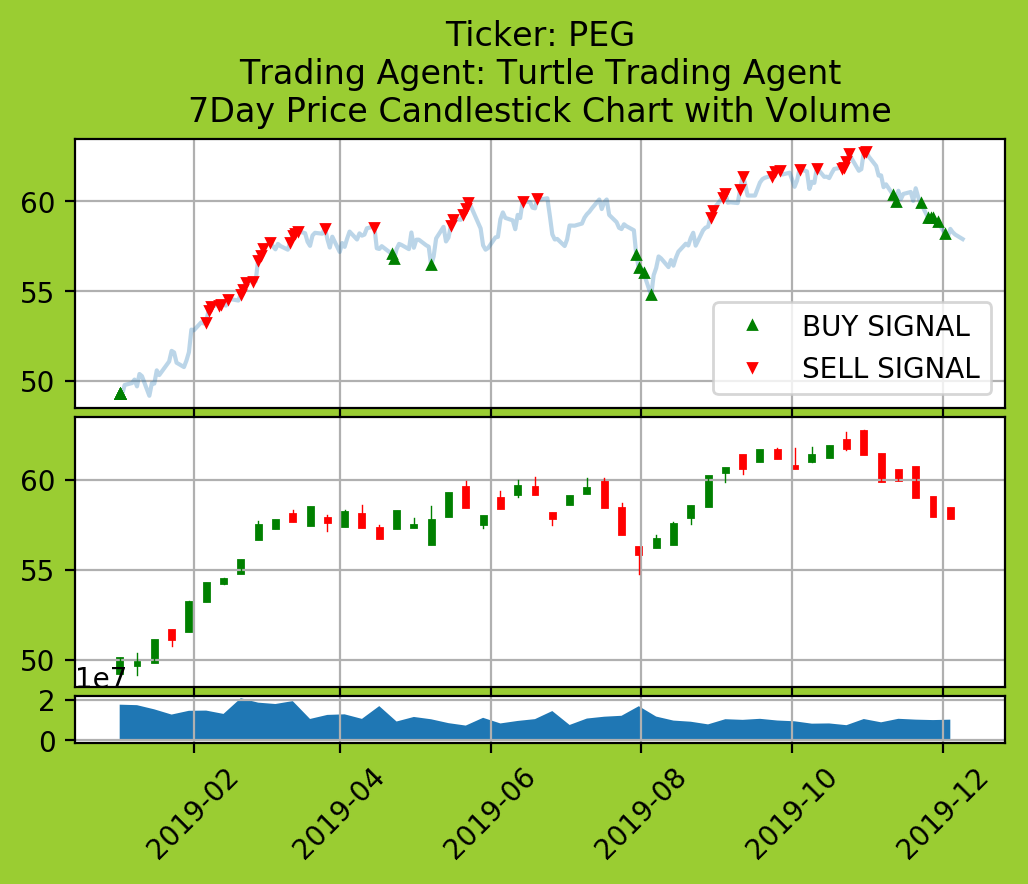 Ticker: PEG
Trading Agent: Turtle Trading Agent
7Day Price Candlestick Chart with Volume
60
55
50
BUY SIGNAL
SELL SIGNAL
60
55
50
1e7
2
0
2019-02
2019-04
2019-06
2019-08
2019-10
2019-12